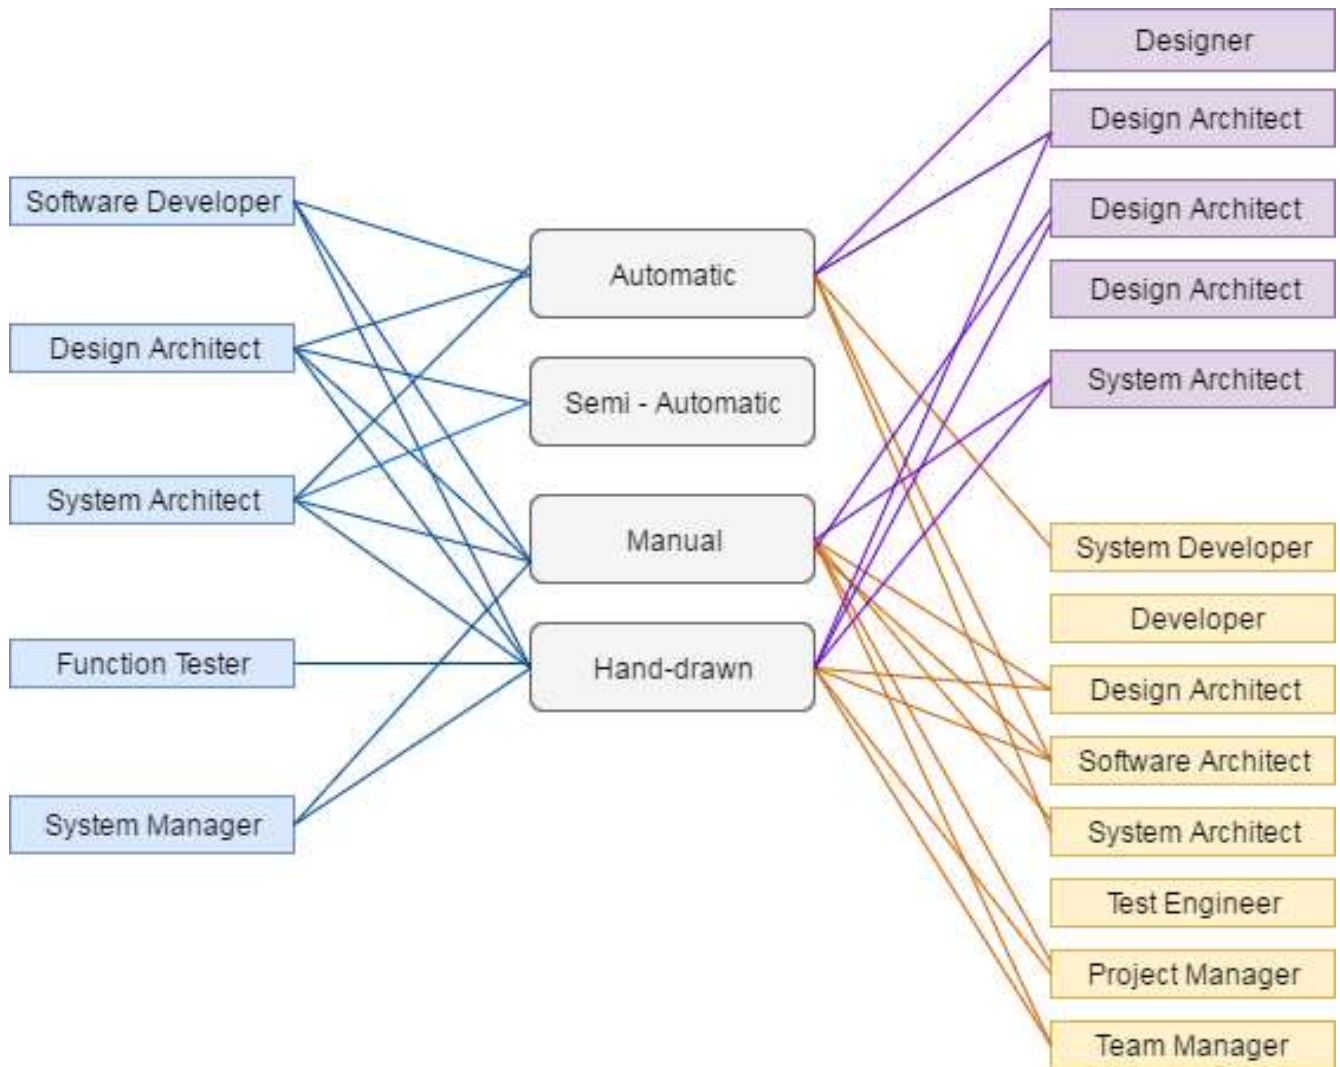 Software Developer
Design Architect
System Architect
Function Tester
System Manager
Automatic
Semi - Automatic
Manual
Hand-drawn
Designer
Design Architect
Design Architect
Design Architect
System Architect
System Developer
Developer
Design Architect
Software Architect
System Architect
Test Engineer
Project Manager
Team Manager